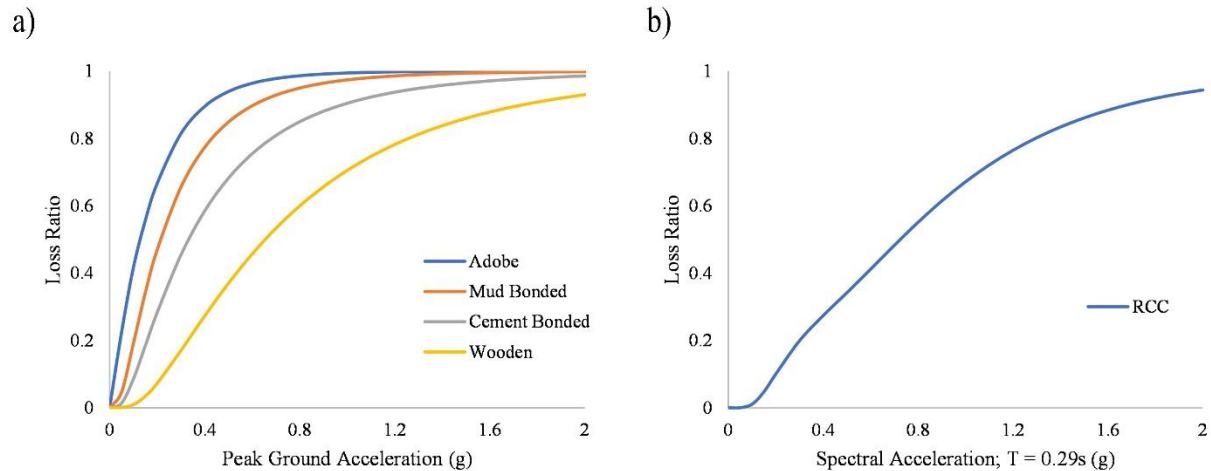 a)
Loss Ratio
1
0.8
0.6
0.4
0.2
0
0 0.4 0.8 1.2 1.6 2
Peak Ground Acceleration (g)
Adobe
Mud Bonded
Cement Bonded
Wooden
b)
Loss Ratio
1
0.8
0.6
0.4
0.2
0
0 0.4 0.8 1.2 1.6 2
Spectral Acceleration; T = 0.29s (g)
RCC